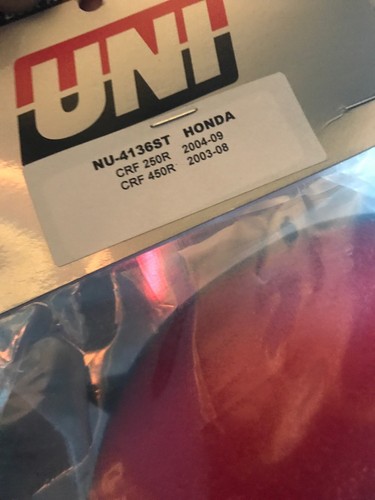 UNI
NU-4136ST HONDA
CRF 250R 2004-09
CRF 450R 2003-08